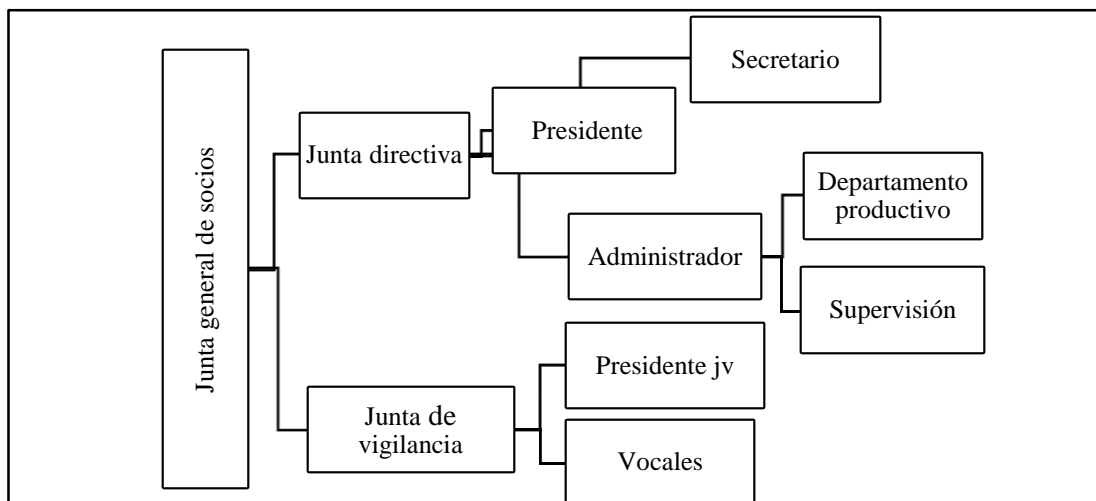 Junta general de socios
Junta directiva
Presidente
Secretario
Administrador
Departamento
productivo
Supervisión
Junta de
vigilancia
Presidente jv
Vocales